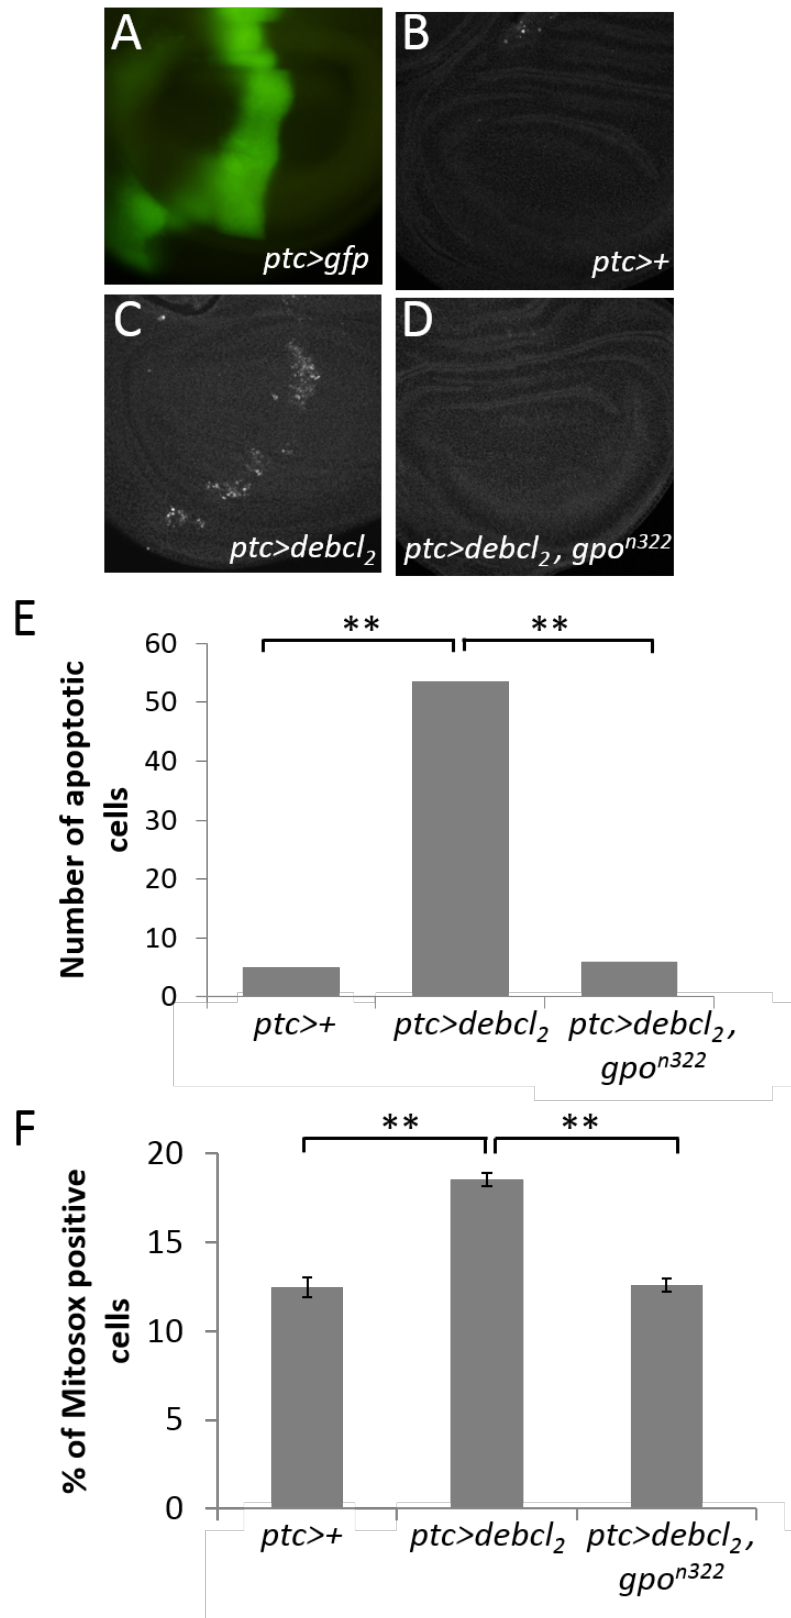 A
B
ptc>gfp
ptc>+
C
D
ptc>debcl₂
ptc>debcl₂, gpoⁿ³²²
E
** **
60
50
40
30
20
10
0
Number of apoptotic
cells
ptc>+ ptc>debcl₂ ptc>debcl₂,
gpoⁿ³²²
F
** **
20
15
10
5
0
% of Mitosox positive
cells
ptc>+ ptc>debcl₂ ptc>debcl₂,
gpoⁿ³²²